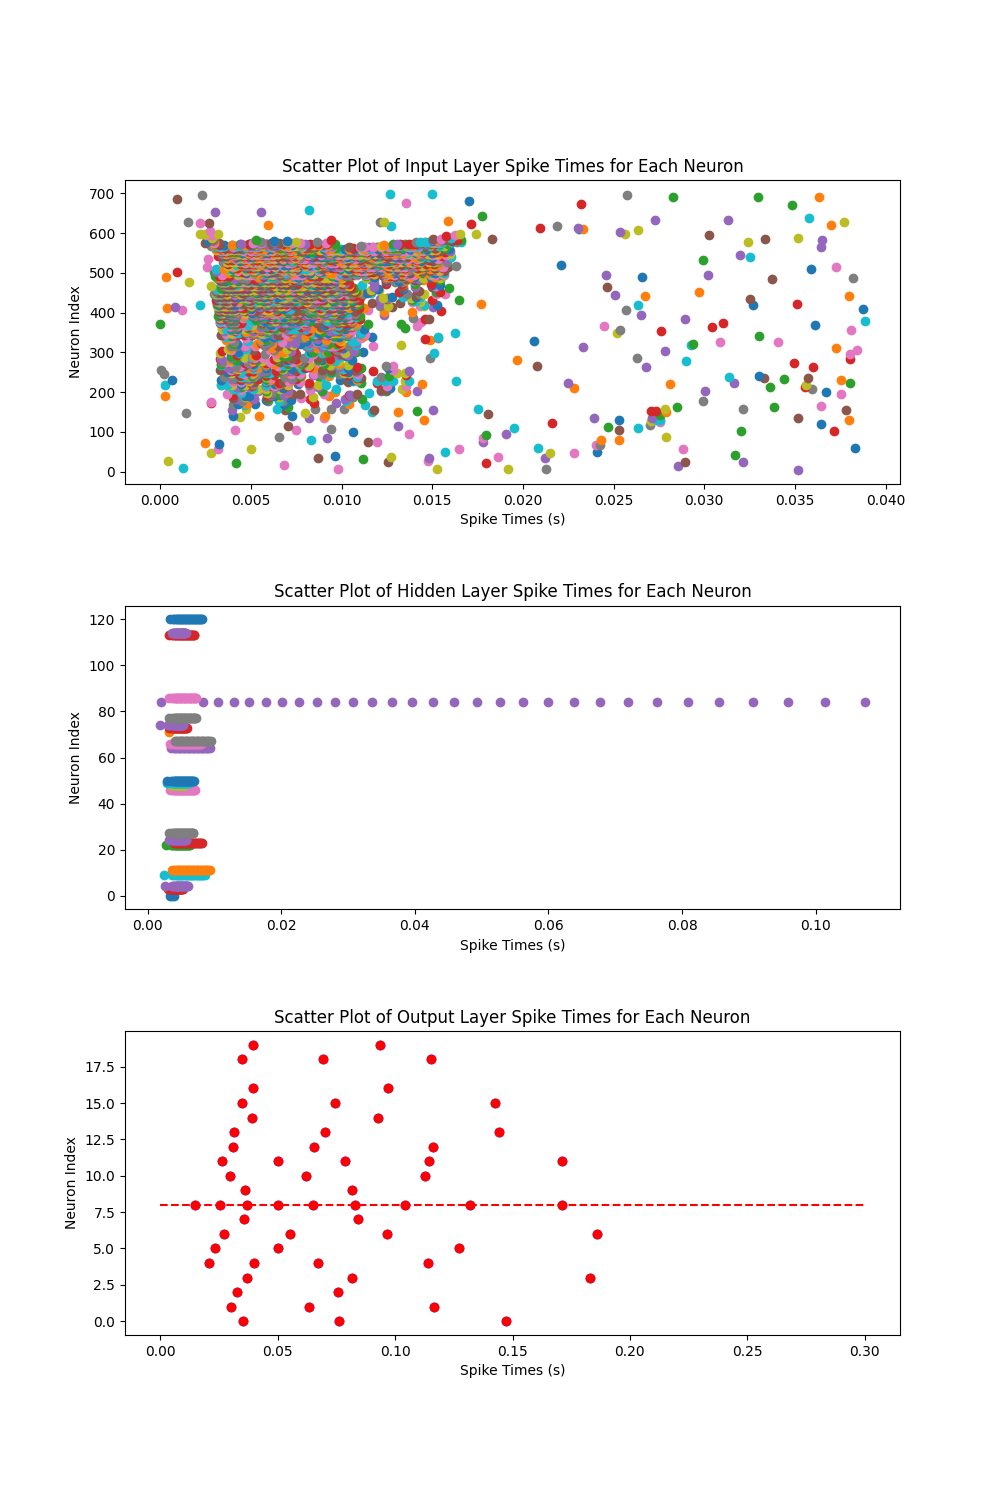 Scatter Plot of Input Layer Spike Times for Each Neuron
Neuron Index
700
600
500
400
300
200
100
0
0.000 0.005 0.010 0.015 0.020 0.025 0.030 0.035 0.040
Spike Times (s)
Scatter Plot of Hidden Layer Spike Times for Each Neuron
Neuron Index
120
100
80
60
40
20
0
0.00 0.02 0.04 0.06 0.08 0.10
Spike Times (s)
Scatter Plot of Output Layer Spike Times for Each Neuron
Neuron Index
17.5
15.0
12.5
10.0
7.5
5.0
2.5
0.0
0.00 0.05 0.10 0.15 0.20 0.25 0.30
Spike Times (s)